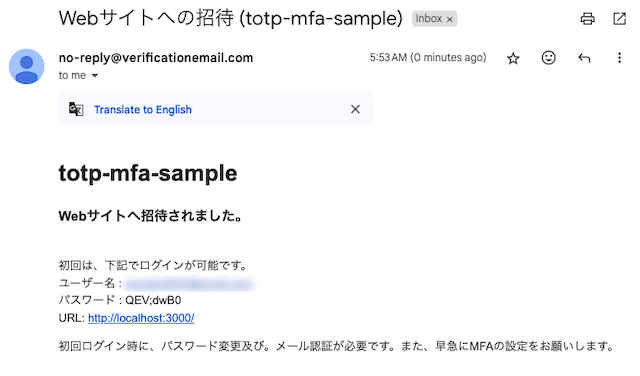 Webサイトへの招待 (totp-mfa-sample) Inbox ×
no-reply@verificationemail.com 5:53 AM (0 minutes ago)
to me
Translate to English
totp-mfa-sample
Webサイトへ招待されました。
初回は、下記でログインが可能です。
ユーザー名 :
パスワード : QEV;dwB0
URL: http://localhost:3000/
初回ログイン時に、パスワード変更及び。メール認証が必要です。また、早急にMFAの設定をお願いします。